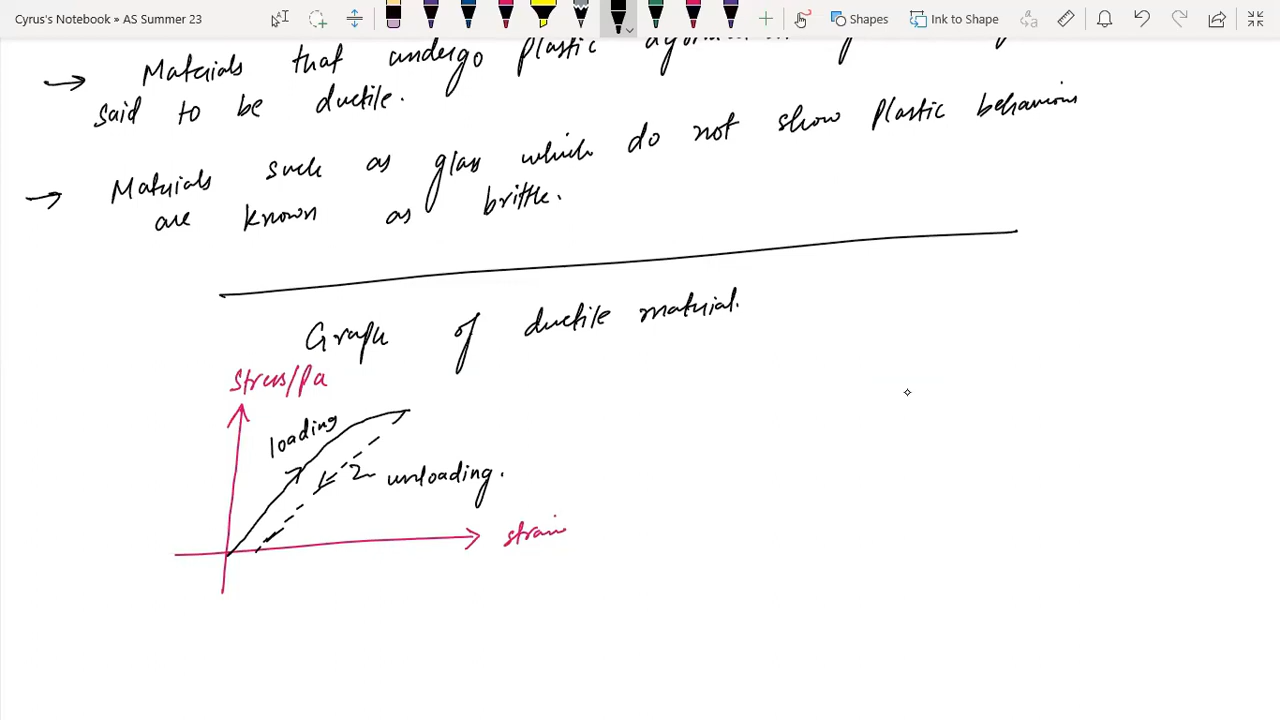 Cyrus's Notebook » AS Summer 23
Shapes
Ink to Shape
→ Materials that undergo plastic
said to be ductile.
→ Materials such as glass which do not show plastic behaviour
are known as brittle.
Graph of ductile material.
stress/Pa
loading
unloading.
strain